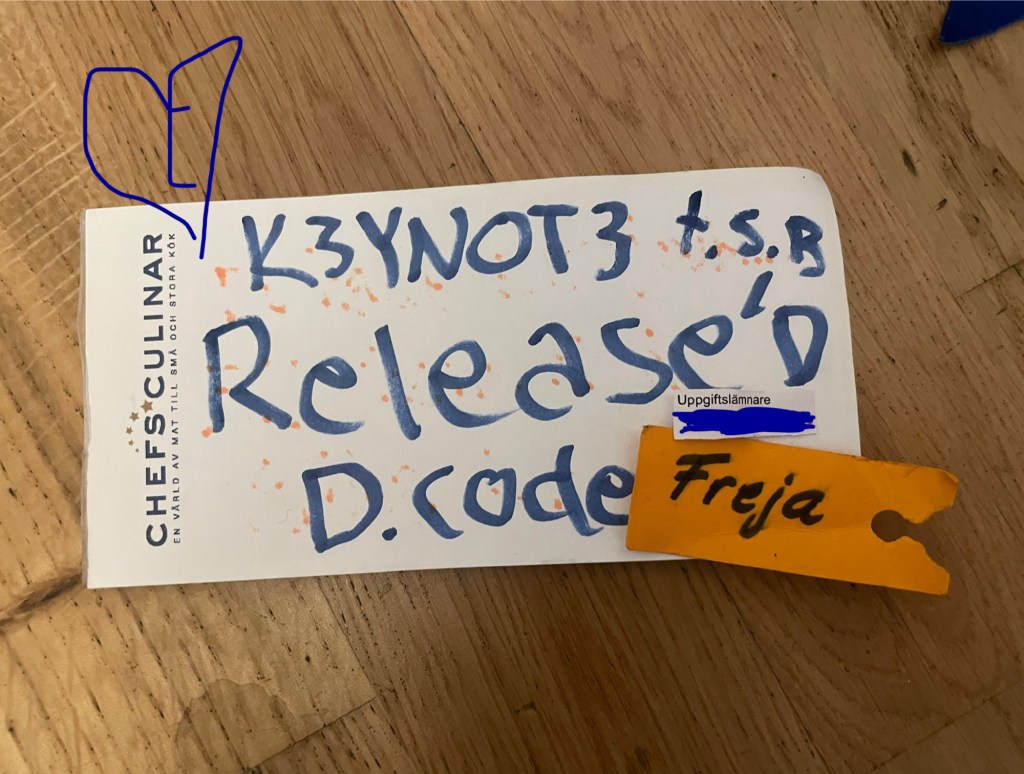 K3YNOT3 t.s.B
Release'D
D.code
CHEFS CULINAR
EN VÄRLD AV MAT TILL SMÅ OCH STORA KÖK
Uppgiftslämnare
Freja